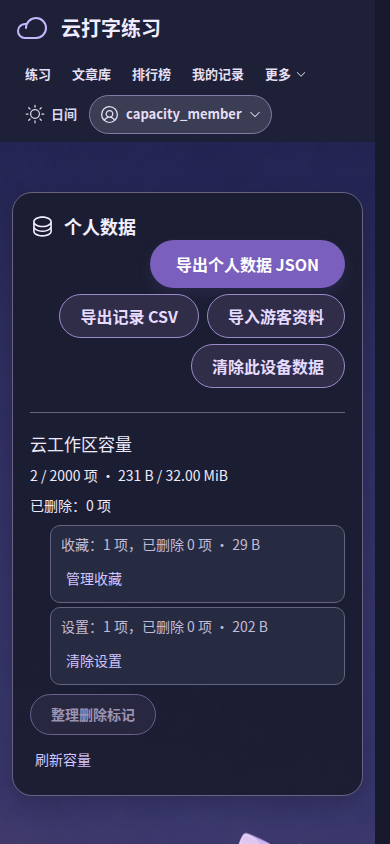 云打字练习
练习 文章库 排行榜 我的记录 更多
日间 capacity_member
个人数据
导出个人数据 JSON
导出记录 CSV 导入游客资料
清除此设备数据
云工作区容量
2 / 2000 项 · 231 B / 32.00 MiB
已删除：0 项
收藏：1 项，已删除 0 项 · 29 B
管理收藏
设置：1 项，已删除 0 项 · 202 B
清除设置
整理删除标记
刷新容量